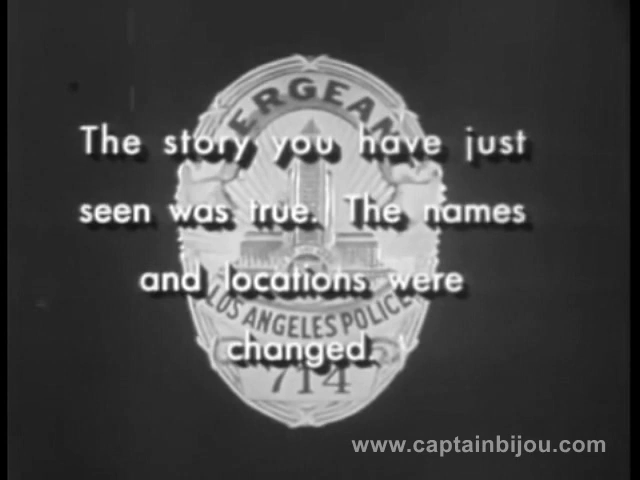 SERGEANT
The story you have just
seen was true. The names
and locations were
LOS ANGELES POLICE
changed.
714
www.captainbijou.com